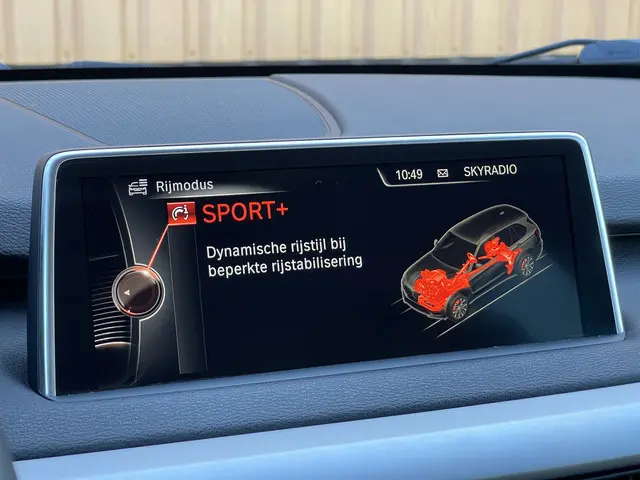 Rijmodus
10:49 SKYRADIO
SPORT+
Dynamische rijstijl bij
beperkte rijstabilisering